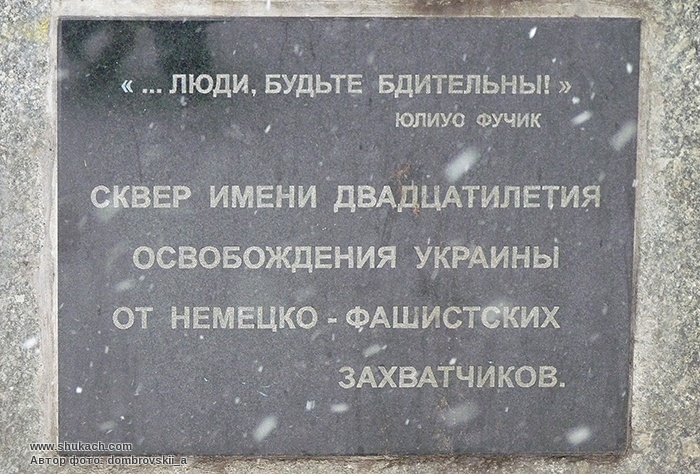 « ... ЛЮДИ, БУДЬТЕ БДИТЕЛЬНЫ! »
ЮЛИУС ФУЧИК
СКВЕР ИМЕНИ ДВАДЦАТИЛЕТИЯ
ОСВОБОЖДЕНИЯ УКРАИНЫ
ОТ НЕМЕЦКО - ФАШИСТСКИХ
ЗАХВАТЧИКОВ.
www.shukach.com
Автор фото: dombrovskii_a